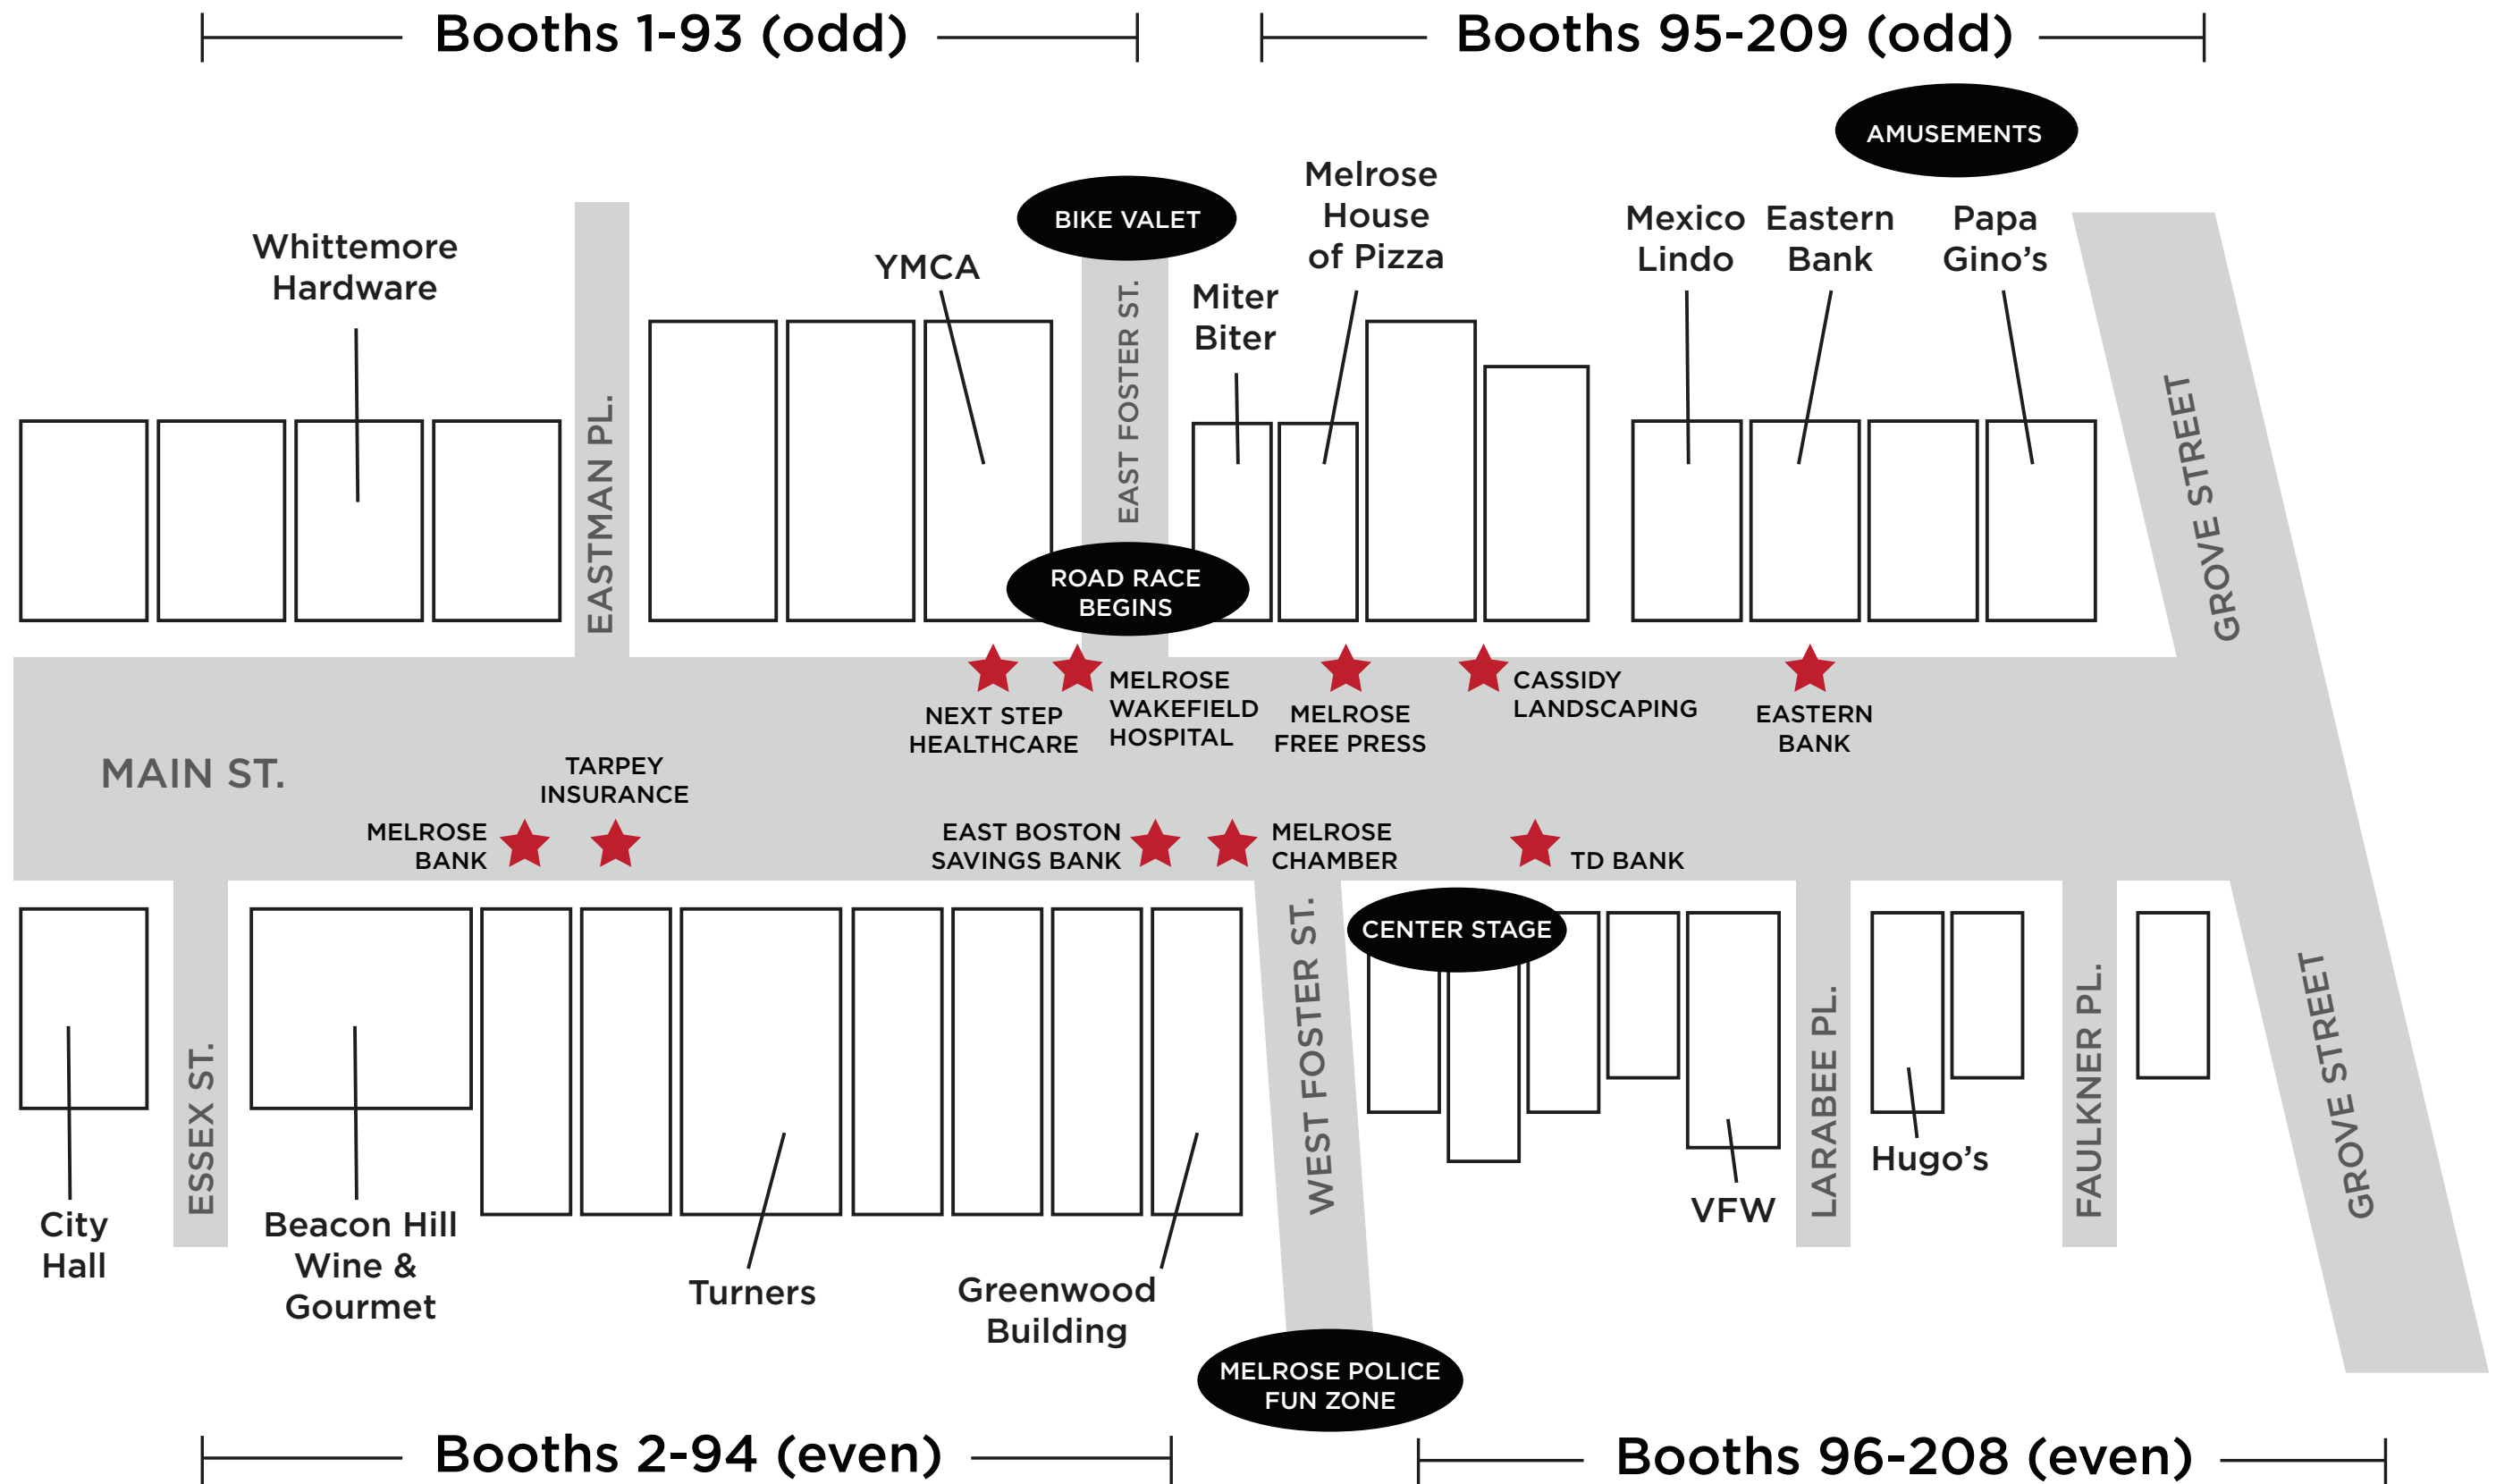 Booths 1-93 (odd)
Booths 95-209 (odd)
AMUSEMENTS
BIKE VALET
Melrose
House
of Pizza
Mexico
Lindo
Eastern
Bank
Papa
Gino's
Whittemore
Hardware
YMCA
Miter
Biter
EASTMAN PL.
EAST FOSTER ST.
GROVE STREET
ROAD RACE
BEGINS
NEXT STEP
HEALTHCARE
MELROSE
WAKEFIELD
HOSPITAL
MELROSE
FREE PRESS
CASSIDY
LANDSCAPING
EASTERN
BANK
MAIN ST.
TARPEY
INSURANCE
MELROSE
BANK
EAST BOSTON
SAVINGS BANK
MELROSE
CHAMBER
TD BANK
CENTER STAGE
ESSEX ST.
WEST FOSTER ST.
LARABEE PL.
FAULKNER PL.
GROVE STREET
City
Hall
Beacon Hill
Wine &
Gourmet
Turners
Greenwood
Building
VFW
Hugo's
MELROSE POLICE
FUN ZONE
Booths 2-94 (even)
Booths 96-208 (even)